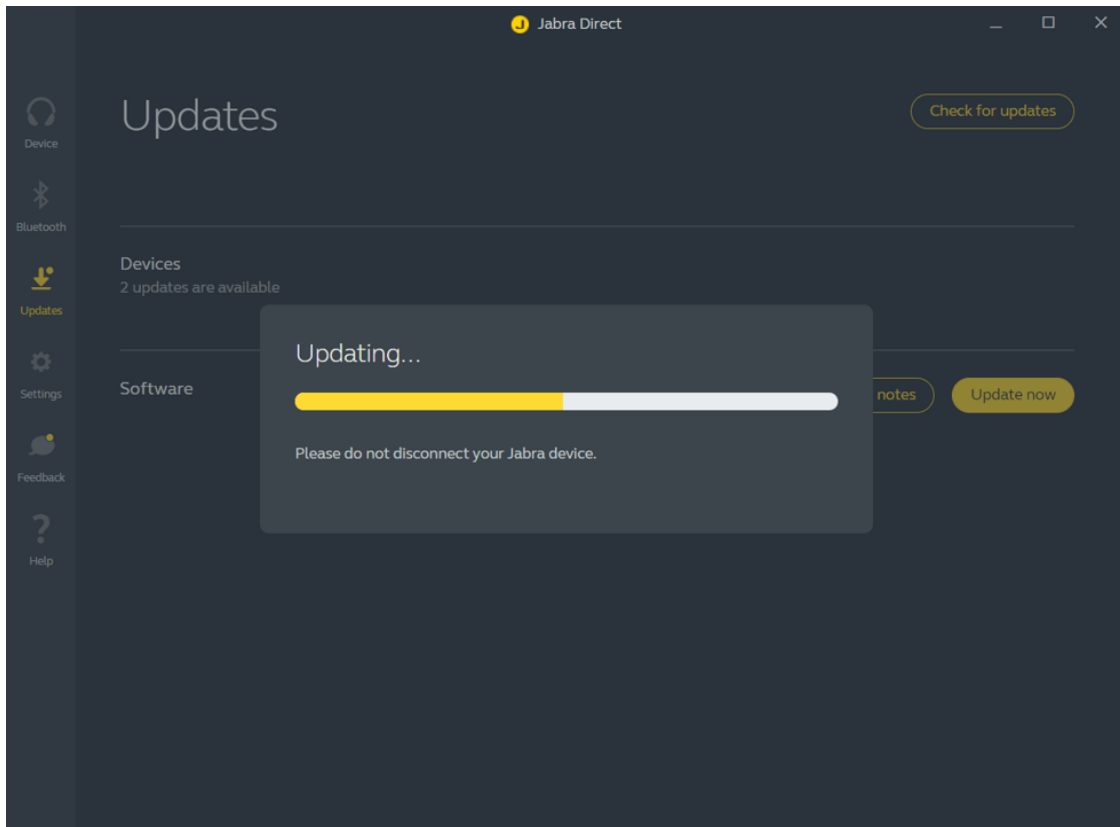 Jabra Direct
Device
Bluetooth
Updates
Settings
Feedback
Help
Updates
Check for updates
Devices
2 updates are available
Software
notes
Update now
Updating...
Please do not disconnect your Jabra device.